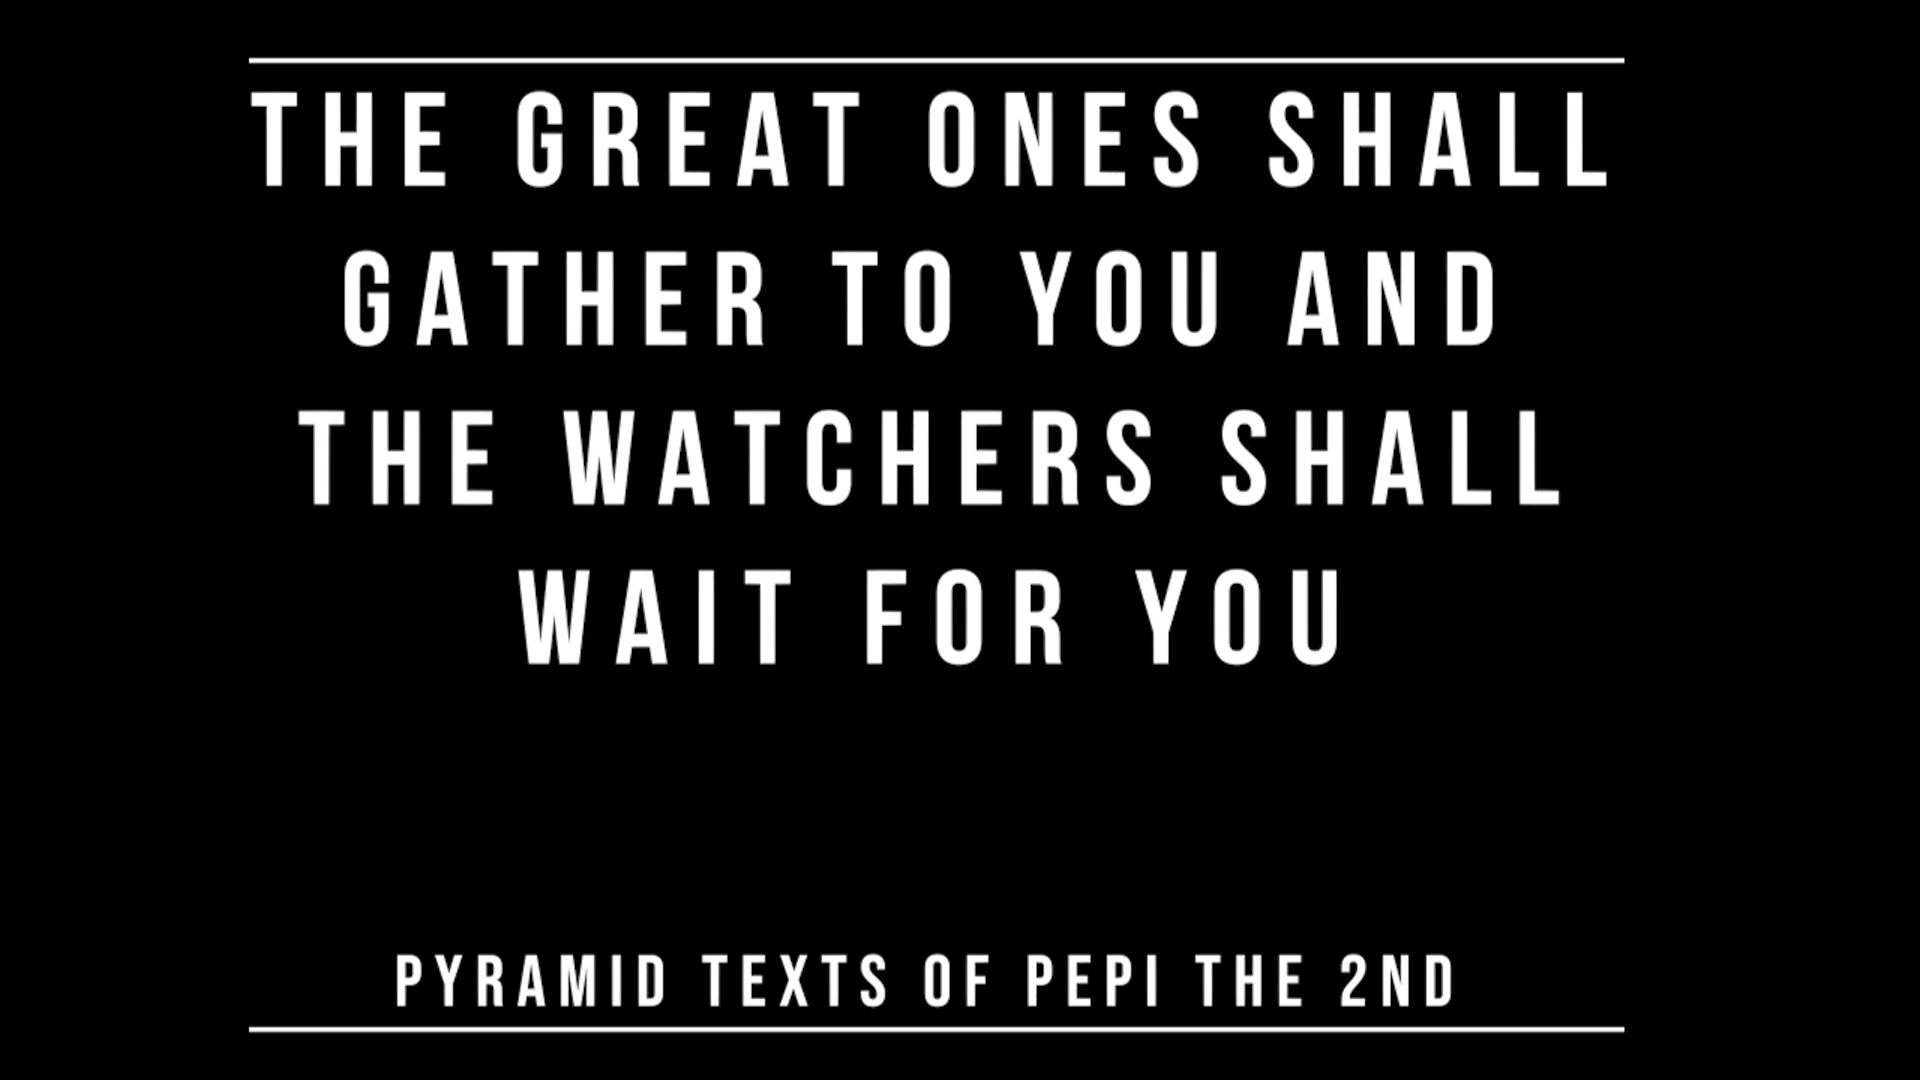 THE GREAT ONES SHALL
GATHER TO YOU AND
THE WATCHERS SHALL
WAIT FOR YOU
PYRAMID TEXTS OF PEPI THE 2ND